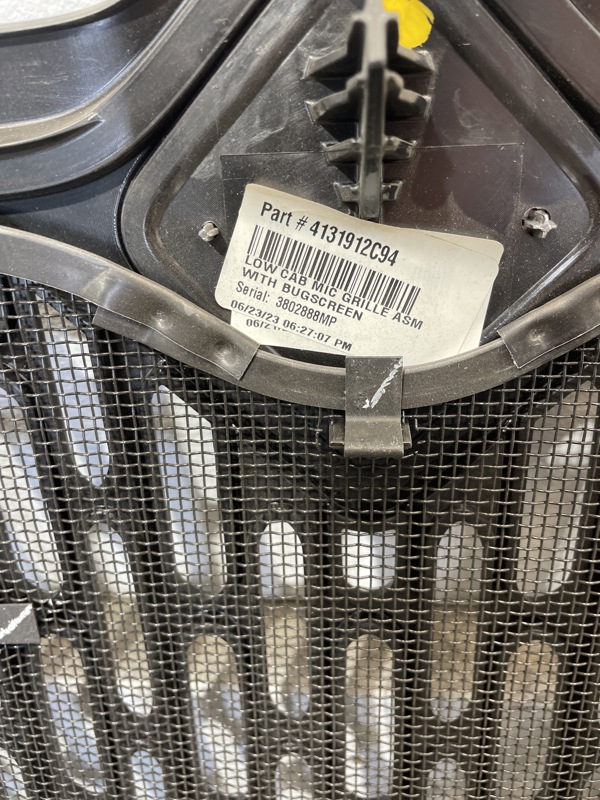 Part # 4131912C94
LOW CAB MIC GRILLE ASM
WITH BUGSCREEN
Serial: 3802888MP
06/23/23 06:27:07 PM